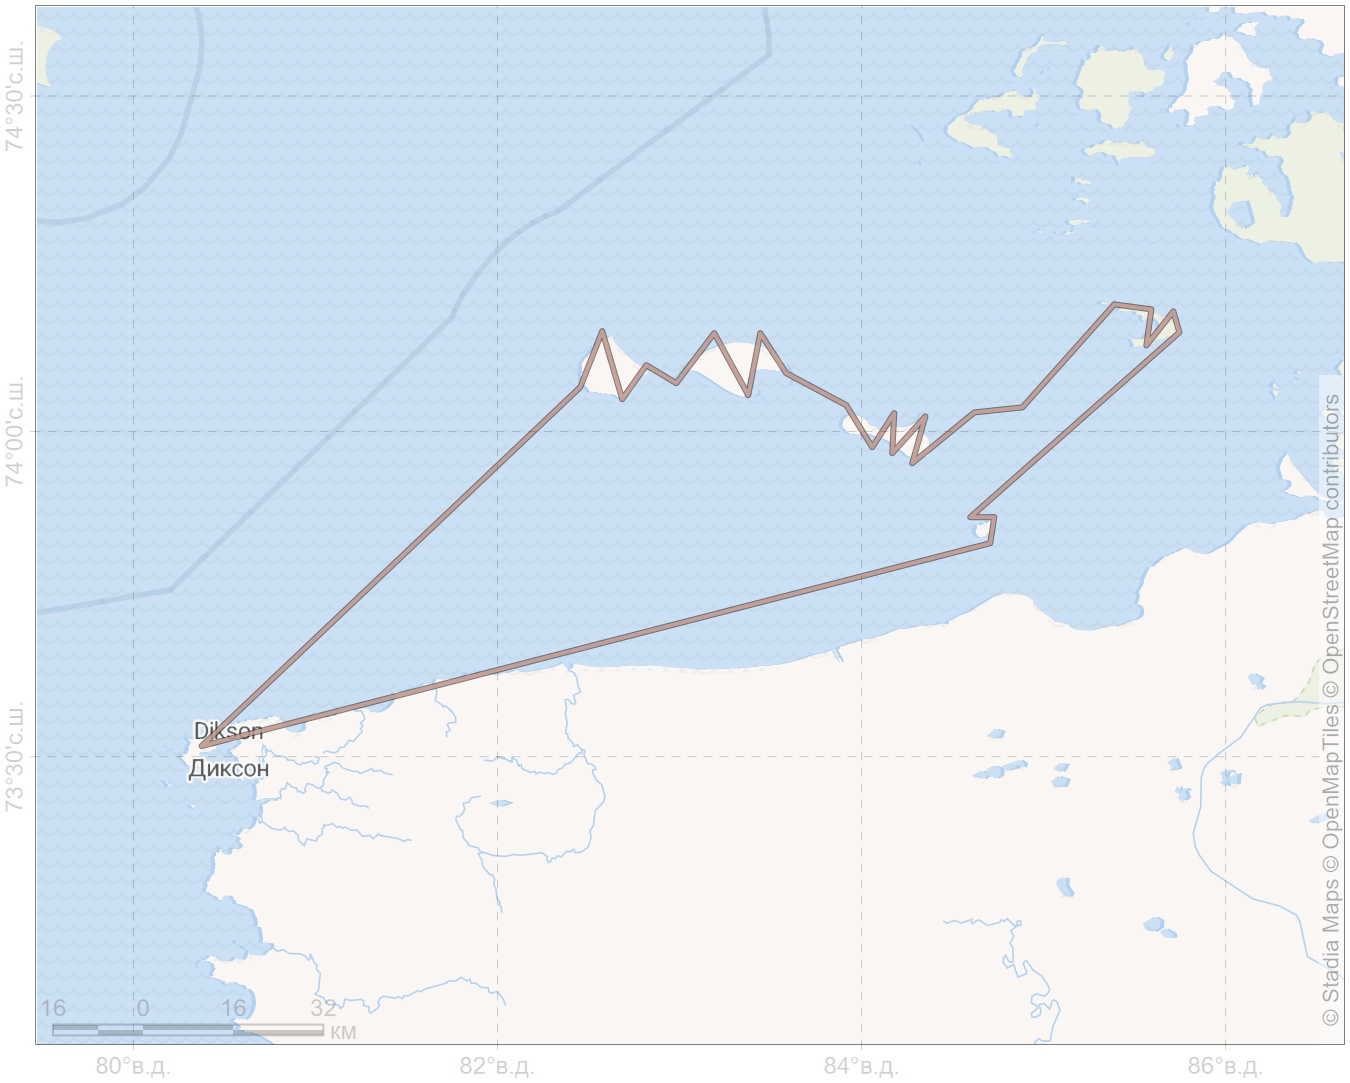 74°30'с.ш.
74°00'с.ш.
73°30'с.ш.
Dikson
Диксон
16 0 16 32
км
80°в.д. 82°в.д. 84°в.д. 86°в.д.
© Stadia Maps © OpenMapTiles © OpenStreetMap contributors